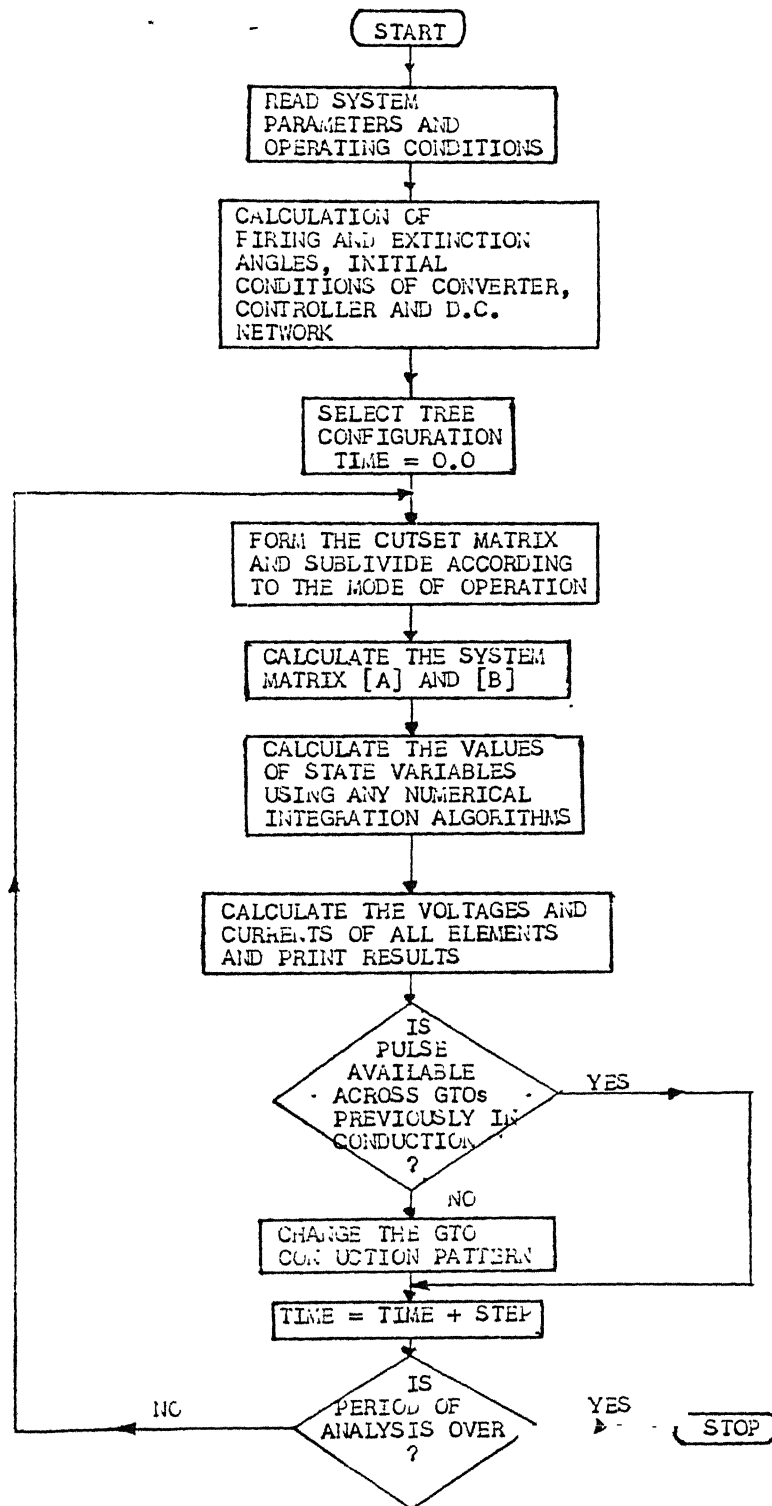 START
READ SYSTEM
PARAMETERS AND
OPERATING CONDITIONS
CALCULATION OF
FIRING AND EXTINCTION
ANGLES, INITIAL
CONDITIONS OF CONVERTER,
CONTROLLER AND D.C.
NETWORK
SELECT TREE
CONFIGURATION
TIME = 0.0
FORM THE CUTSET MATRIX
AND SUBDIVIDE ACCORDING
TO THE MODE OF OPERATION
CALCULATE THE SYSTEM
MATRIX [A] AND [B]
CALCULATE THE VALUES
OF STATE VARIABLES
USING ANY NUMERICAL
INTEGRATION ALGORITHMS
CALCULATE THE VOLTAGES AND
CURRENTS OF ALL ELEMENTS
AND PRINT RESULTS
IS
PULSE
AVAILABLE
ACROSS GTOs
PREVIOUSLY IN
CONDUCTION
?
YES
NO
CHANGE THE GTO
CON UCTION PATTERN
TIME = TIME + STEP
IS
PERIOD OF
ANALYSIS OVER
?
NO
YES
STOP